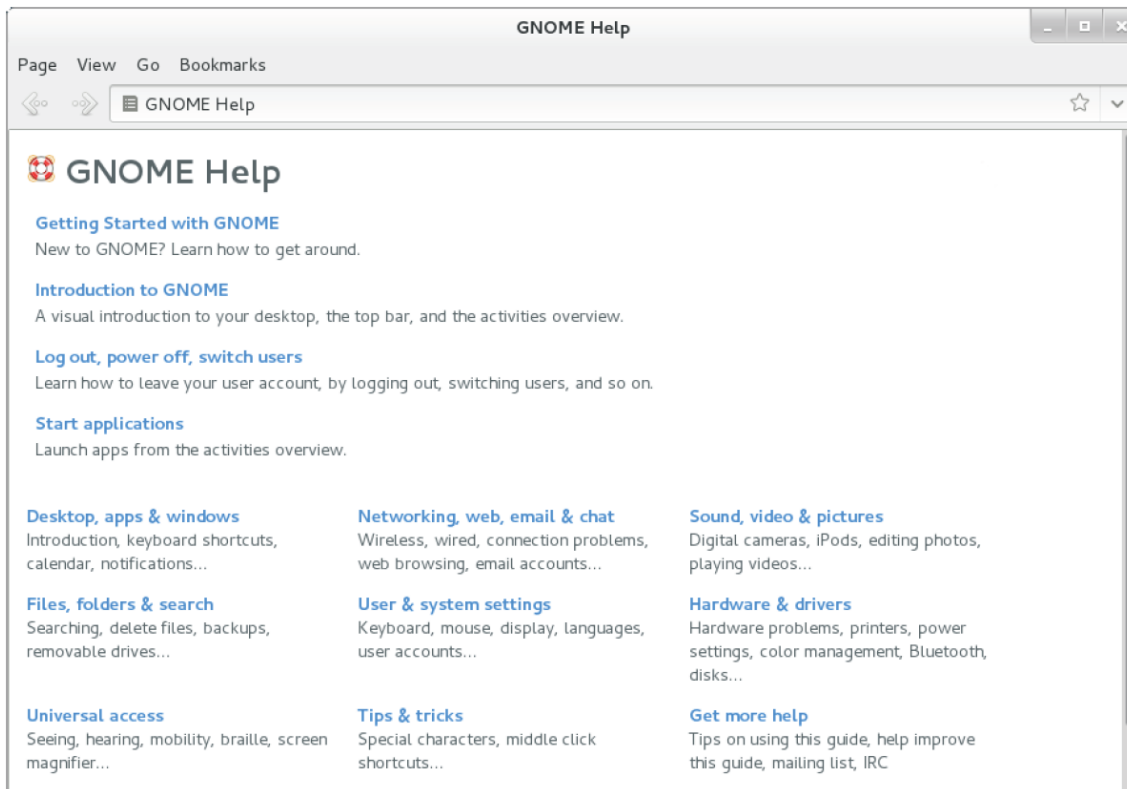 GNOME Help
Page View Go Bookmarks
GNOME Help
GNOME Help
Getting Started with GNOME
New to GNOME? Learn how to get around.
Introduction to GNOME
A visual introduction to your desktop, the top bar, and the activities overview.
Log out, power off, switch users
Learn how to leave your user account, by logging out, switching users, and so on.
Start applications
Launch apps from the activities overview.
Desktop, apps & windows
Introduction, keyboard shortcuts,
calendar, notifications...
Networking, web, email & chat
Wireless, wired, connection problems,
web browsing, email accounts...
Sound, video & pictures
Digital cameras, iPods, editing photos,
playing videos...
Files, folders & search
Searching, delete files, backups,
removable drives...
User & system settings
Keyboard, mouse, display, languages,
user accounts...
Hardware & drivers
Hardware problems, printers, power
settings, color management, Bluetooth,
disks...
Universal access
Seeing, hearing, mobility, braille, screen
magnifier...
Tips & tricks
Special characters, middle click
shortcuts...
Get more help
Tips on using this guide, help improve
this guide, mailing list, IRC